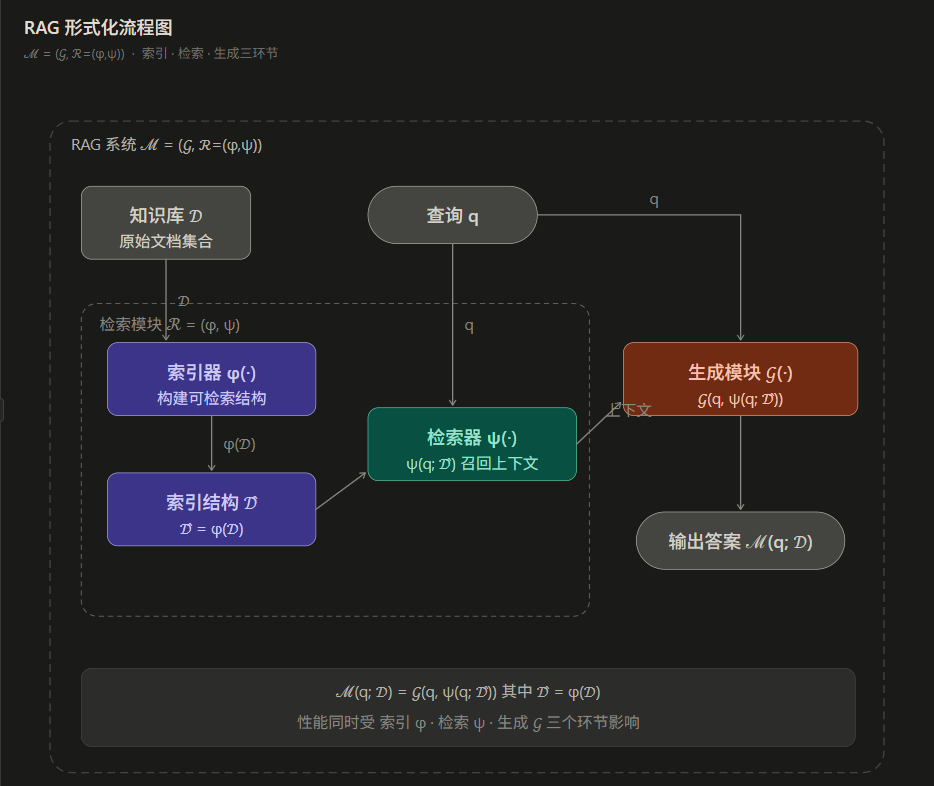 RAG 形式化流程图
ℳ = (𝒢, ℛ=(φ,ψ)) · 索引 · 检索 · 生成三环节
RAG 系统 ℳ = (𝒢, ℛ=(φ,ψ))
知识库 𝒟
原始文档集合
查询 q
q
𝒟
检索模块 ℛ = (φ, ψ)
q
索引器 φ(·)
构建可检索结构
生成模块 𝒢(·)
𝒢(q, ψ(q; 𝒟̂))
上下文
φ(𝒟)
检索器 ψ(·)
ψ(q; 𝒟̂) 召回上下文
索引结构 𝒟̂
𝒟̂ = φ(𝒟)
输出答案 ℳ(q; 𝒟)
ℳ(q; 𝒟) = 𝒢(q, ψ(q; 𝒟̂)) 其中 𝒟̂ = φ(𝒟)
性能同时受 索引 φ · 检索 ψ · 生成 𝒢 三个环节影响